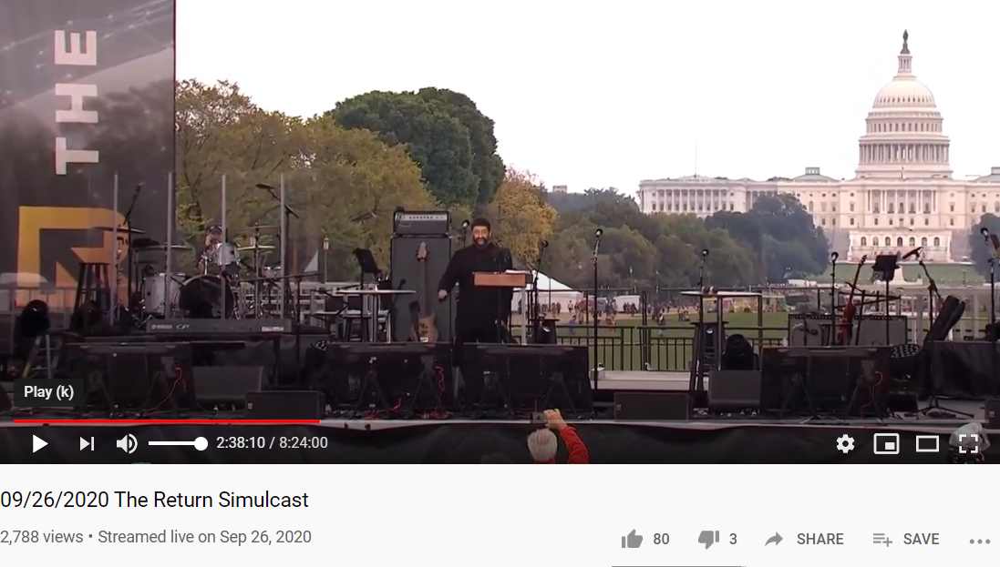 THE
Play (k)
2:38:10 / 8:24:00
09/26/2020 The Return Simulcast
2,788 views • Streamed live on Sep 26, 2020
80
3
SHARE
SAVE